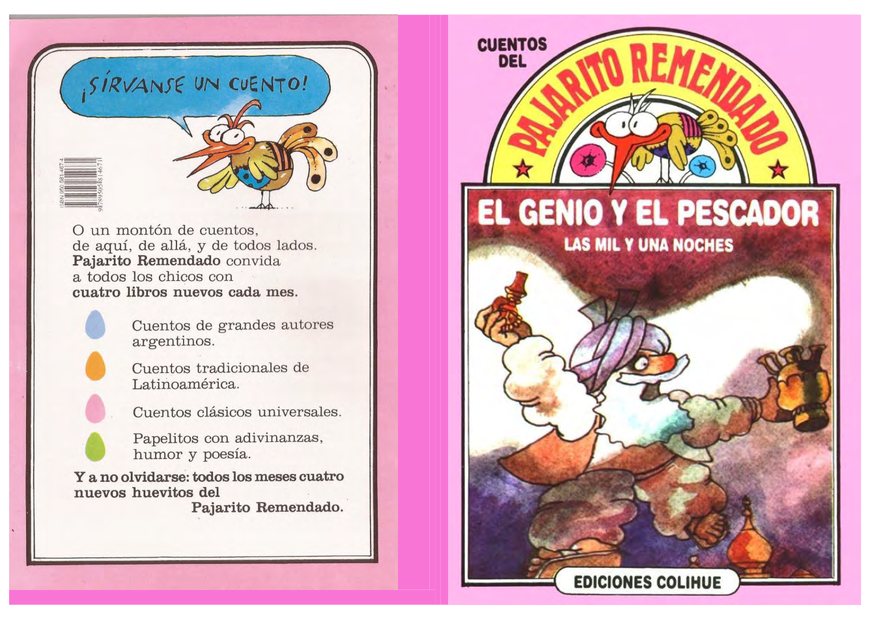 ¡SÍRVANSE UN CUENTO!
O un montón de cuentos,
de aquí, de allá, y de todos lados.
Pajarito Remendado convida
a todos los chicos con
cuatro libros nuevos cada mes.
Cuentos de grandes autores
argentinos.
Cuentos tradicionales de
Latinoamérica.
Cuentos clásicos universales.
Papelitos con adivinanzas,
humor y poesía.
Y a no olvidarse: todos los meses cuatro
nuevos huevitos del
Pajarito Remendado.
CUENTOS
DEL
PAJARITO REMENDADO
EL GENIO Y EL PESCADOR
LAS MIL Y UNA NOCHES
EDICIONES COLIHUE